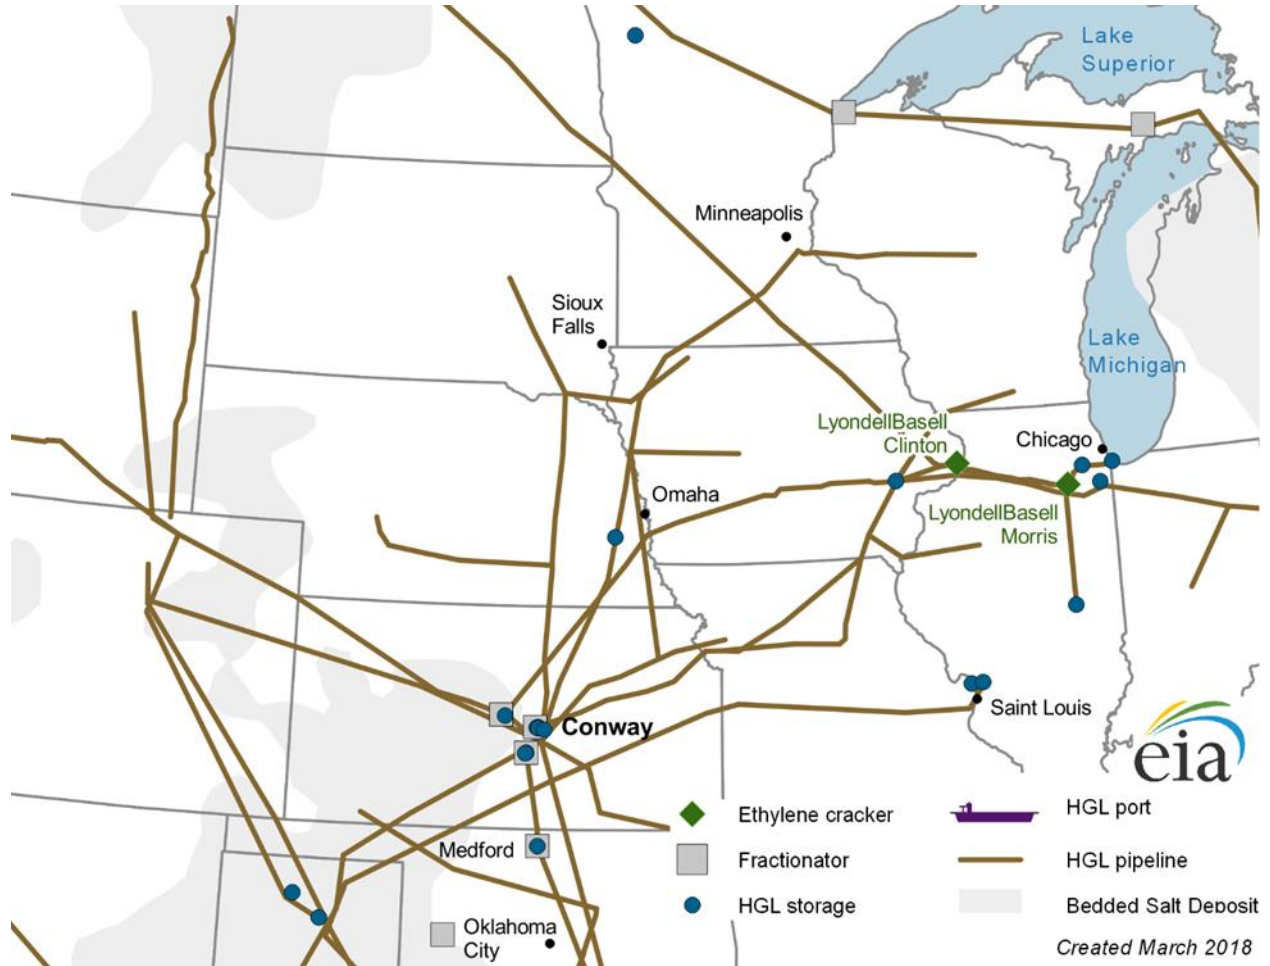 Lake
Superior
Minneapolis
Sioux
Falls
Lake
Michigan
LyondellBasell
Clinton
Chicago
Omaha
LyondellBasell
Morris
Saint Louis
Conway
eia
Medford
Oklahoma
City
Ethylene cracker
Fractionator
HGL storage
HGL port
HGL pipeline
Bedded Salt Deposit
Created March 2018